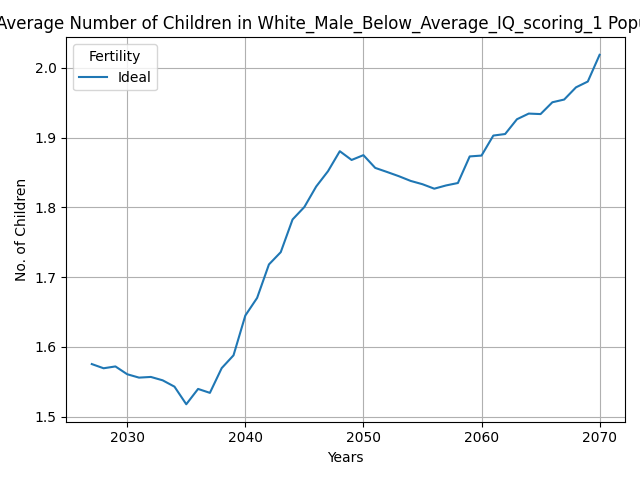 Average Number of Children in White_Male_Below_Average_IQ_scoring_1 Popu
Fertility
Ideal
2.0
1.9
1.8
1.7
1.6
1.5
No. of Children
2030 2040 2050 2060 2070
Years